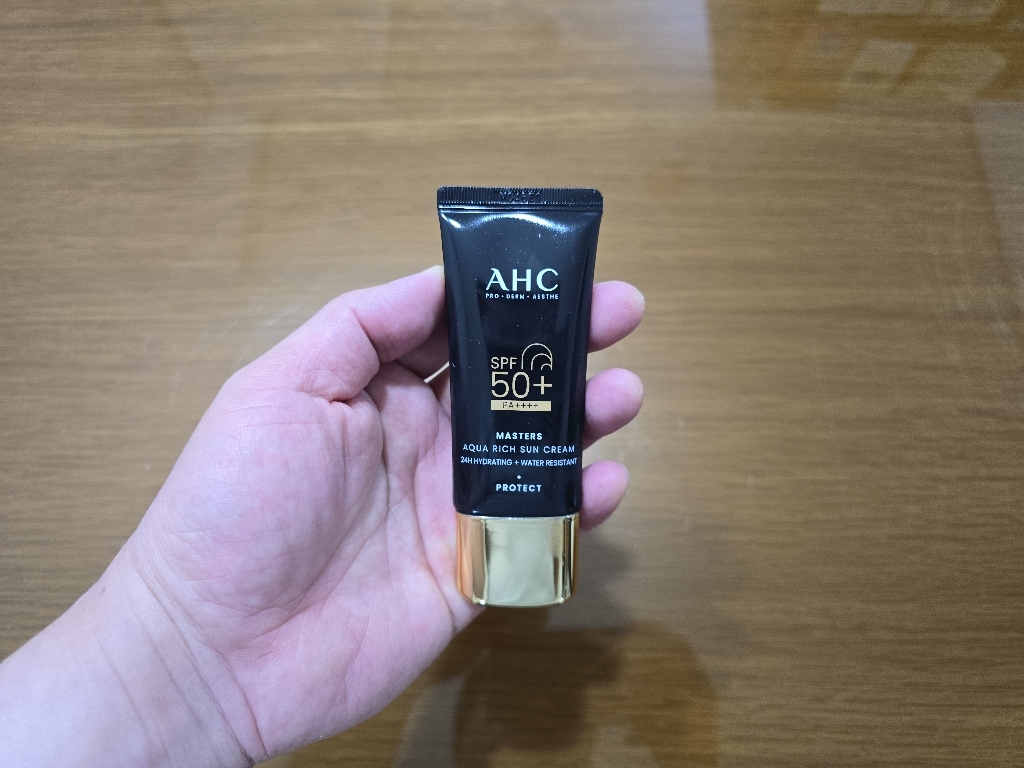 AHC
PRO • DERM • AESTHE
SPF
50+
PA++++
MASTERS
AQUA RICH SUN CREAM
24H HYDRATING + WATER RESISTANT
PROTECT